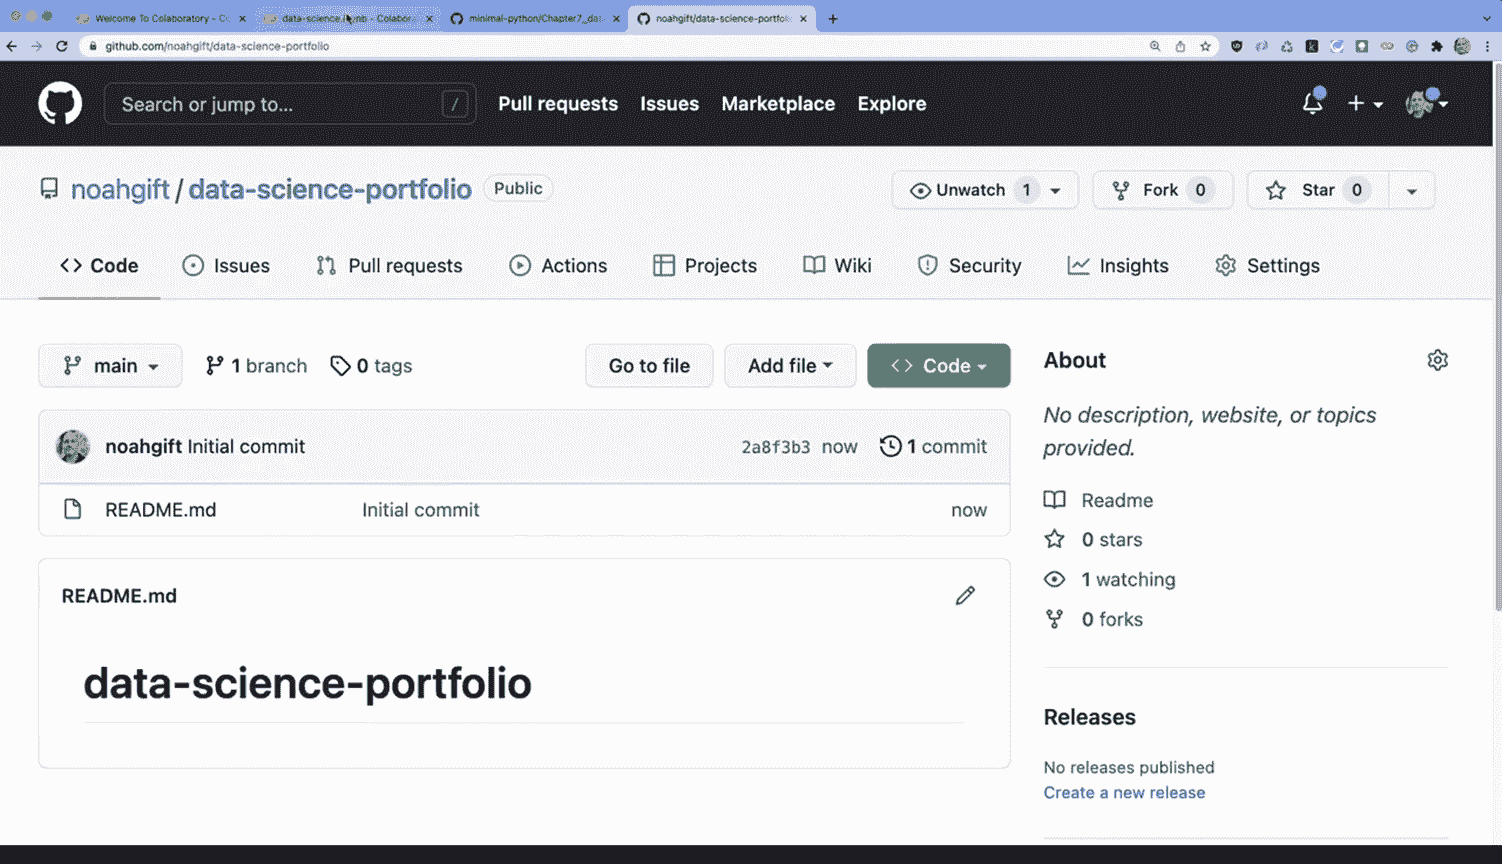 Welcome To Colaboratory - Co
data-science.ipynb - Colabor
minimal-python/Chapter7_dat
noahgift/data-science-portfolio
github.com/noahgift/data-science-portfolio
Search or jump to... /
Pull requests Issues Marketplace Explore
noahgift / data-science-portfolio Public
Unwatch 1 Fork 0 Star 0
Code Issues Pull requests Actions Projects Wiki Security Insights Settings
main 1 branch 0 tags Go to file Add file Code
noahgift Initial commit 2a8f3b3 now 1 commit
README.md Initial commit now
README.md
data-science-portfolio
About
No description, website, or topics
provided.
Readme
0 stars
1 watching
0 forks
Releases
No releases published
Create a new release